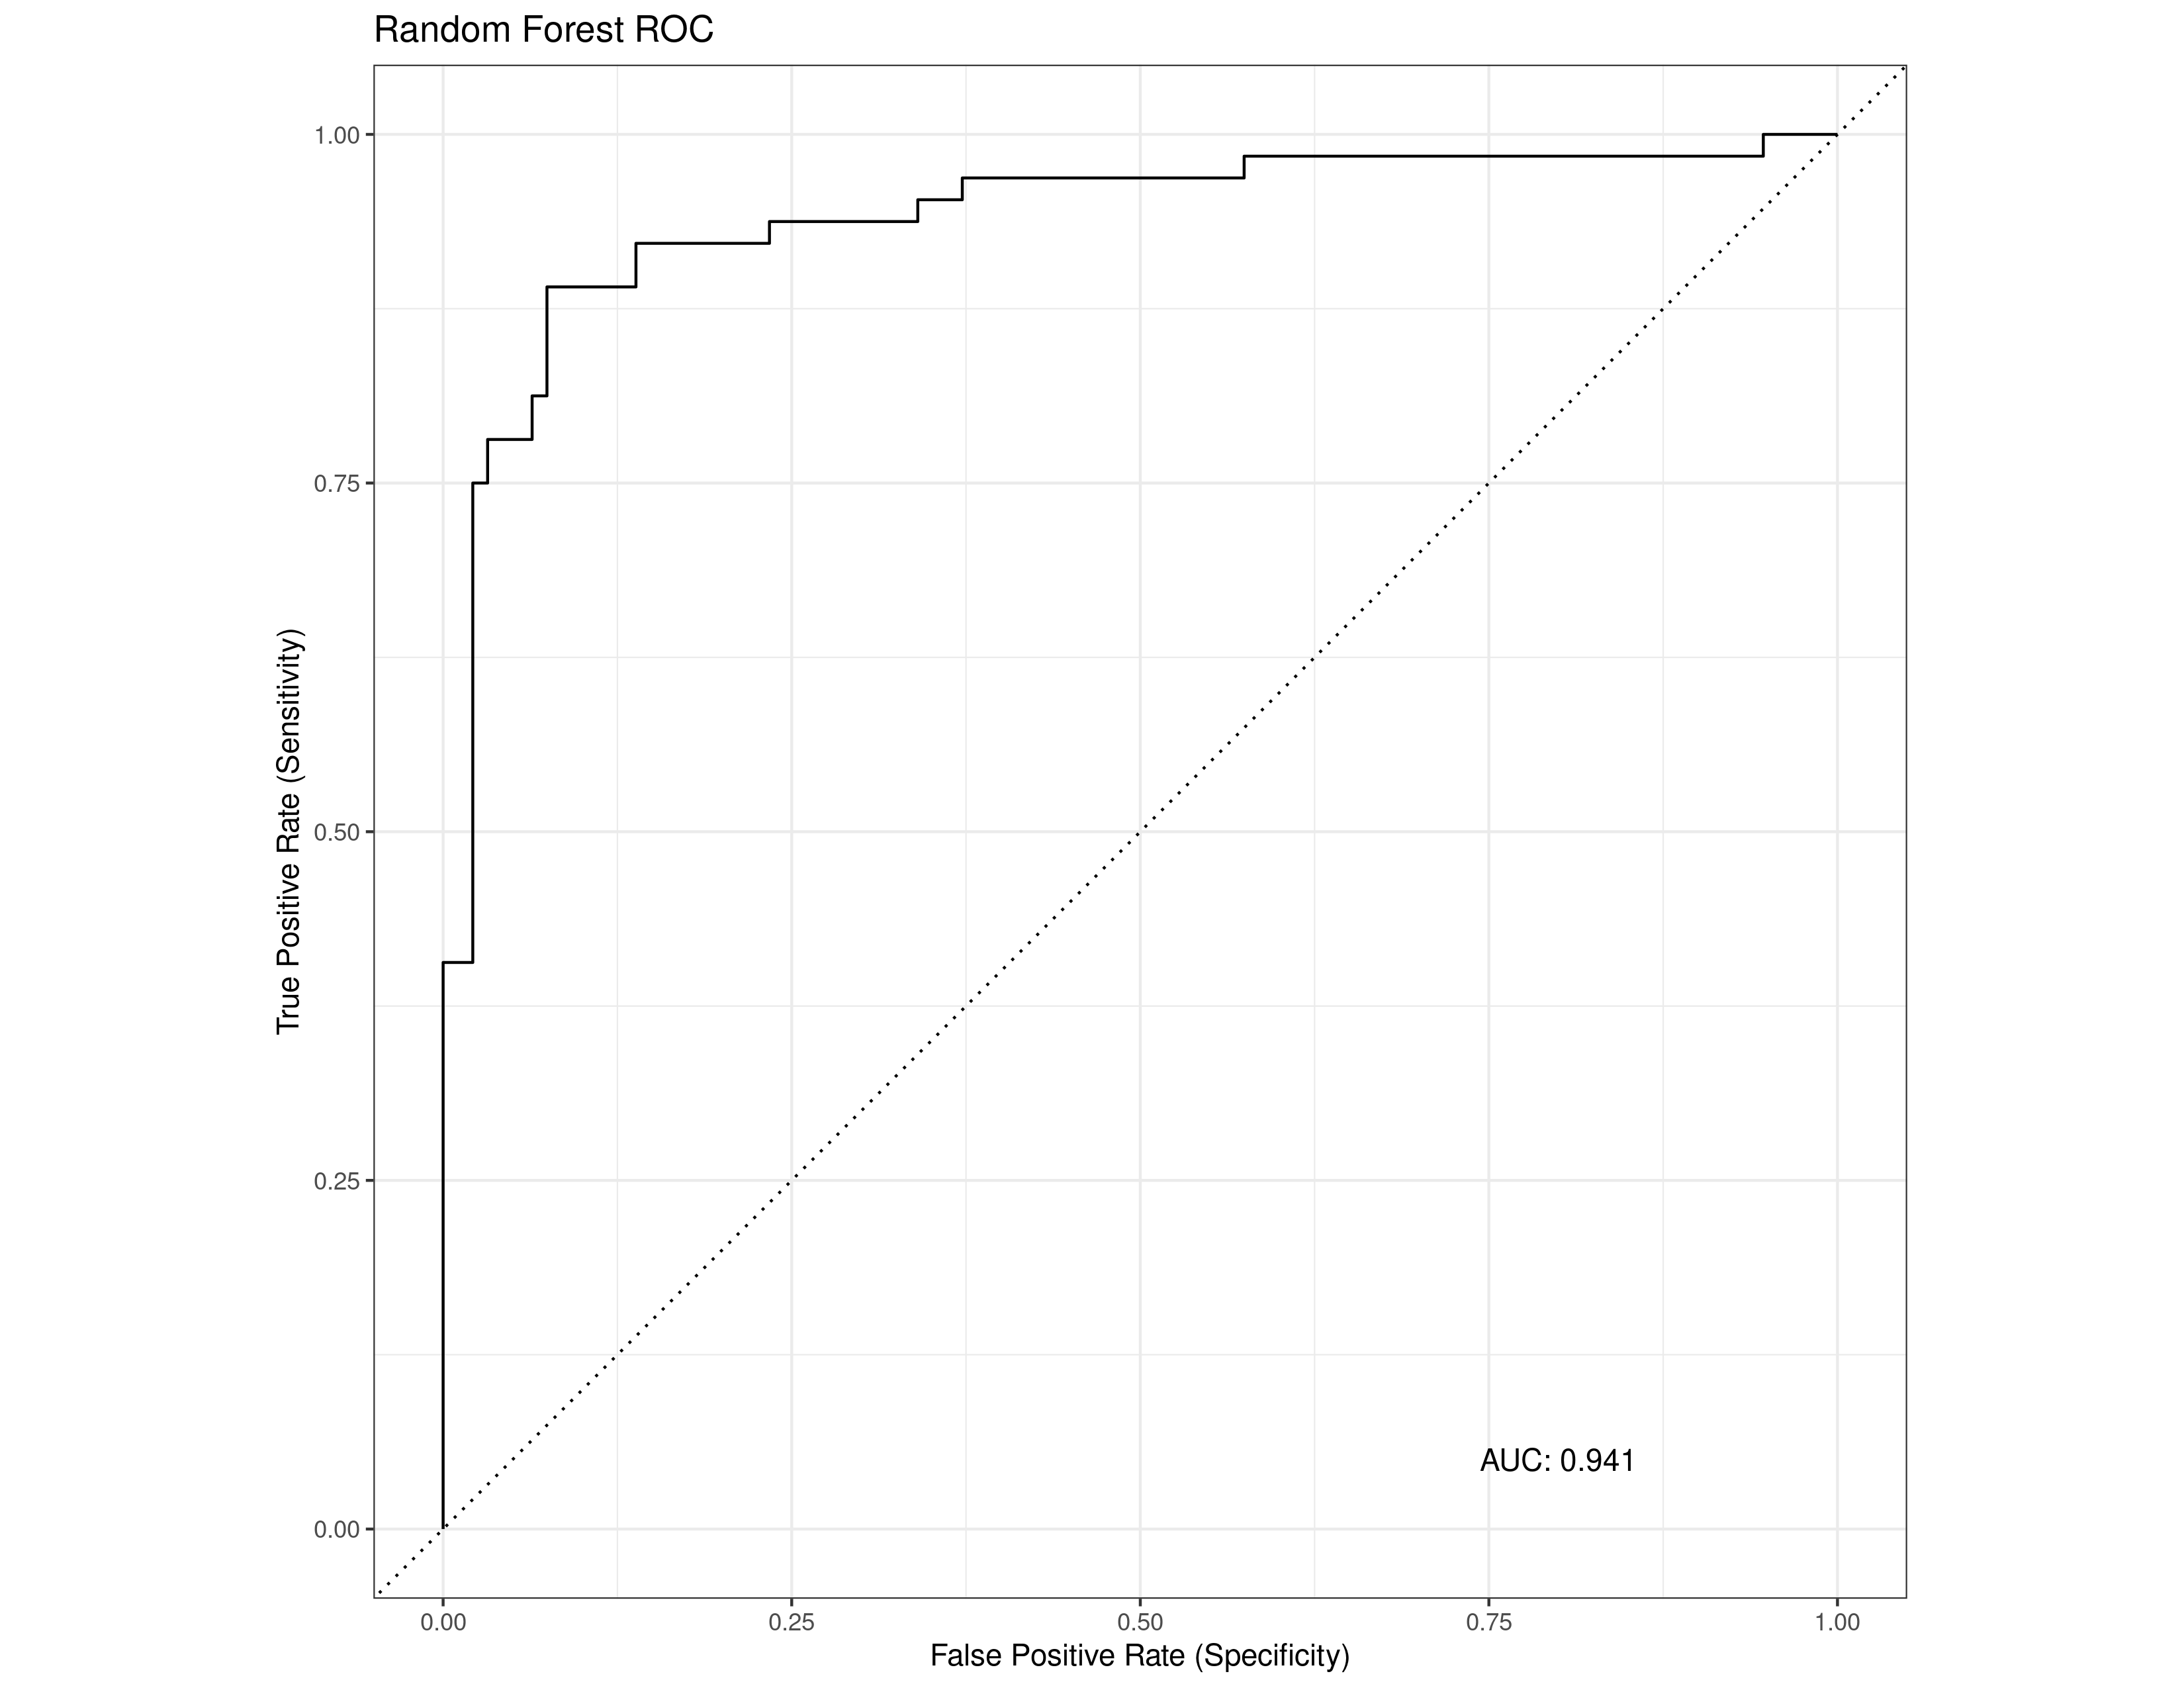 Random Forest ROC
True Positive Rate (Sensitivity)
1.00
0.75
0.50
0.25
0.00
AUC: 0.941
0.00 0.25 0.50 0.75 1.00
False Positive Rate (Specificity)